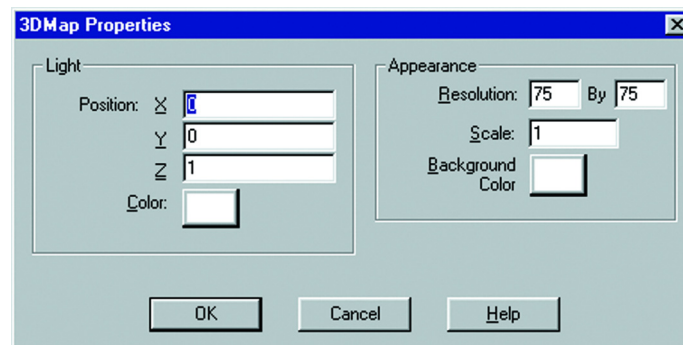 3DMap Properties
Light
Position: X 0
Y 0
Z 1
Color:
Appearance
Resolution: 75 By 75
Scale: 1
Background
Color
OK Cancel Help